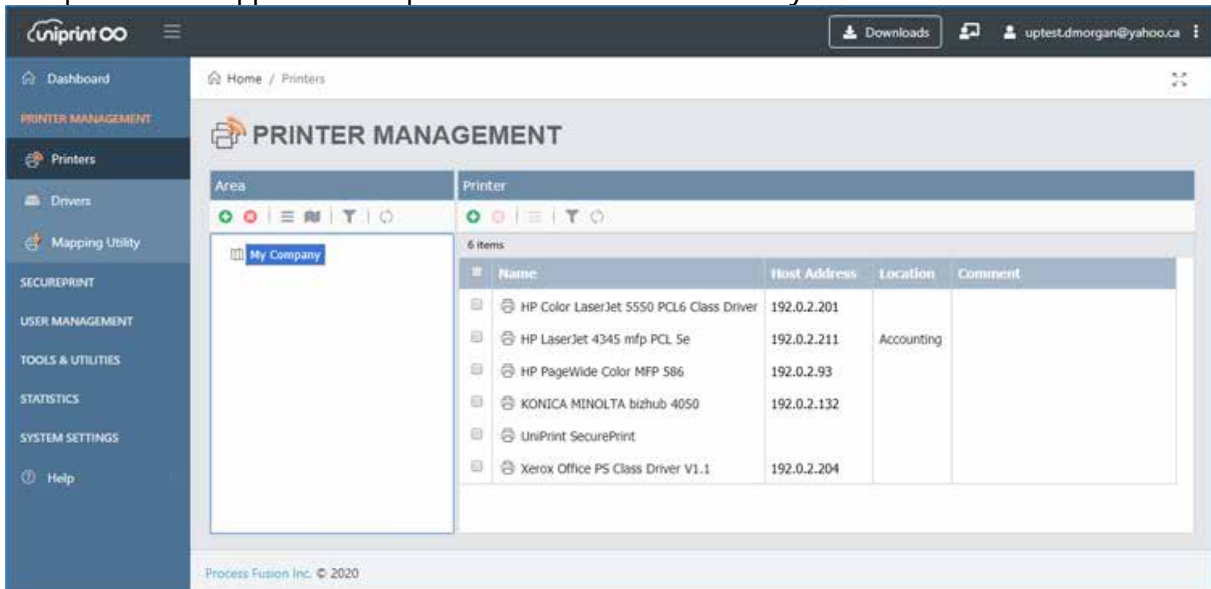 uniprint
Downloads
uptest.dmorgan@yahoo.ca
Dashboard
Home / Printers
PRINTER MANAGEMENT
PRINTER MANAGEMENT
Printers
Area
Printer
Drivers
Mapping Utility
My Company
6 items
Name Host Address Location Comment
SECUREPRINT
HP Color LaserJet 5550 PCL6 Class Driver 192.0.2.201
USER MANAGEMENT
HP LaserJet 4345 mfp PCL 5e 192.0.2.211 Accounting
TOOLS & UTILITIES
HP PageWide Color MFP 586 192.0.2.93
STATISTICS
KONICA MINOLTA bizhub 4050 192.0.2.132
SYSTEM SETTINGS
UniPrint SecurePrint
Help
Xerox Office PS Class Driver V1.1 192.0.2.204
Process Fusion Inc. © 2020